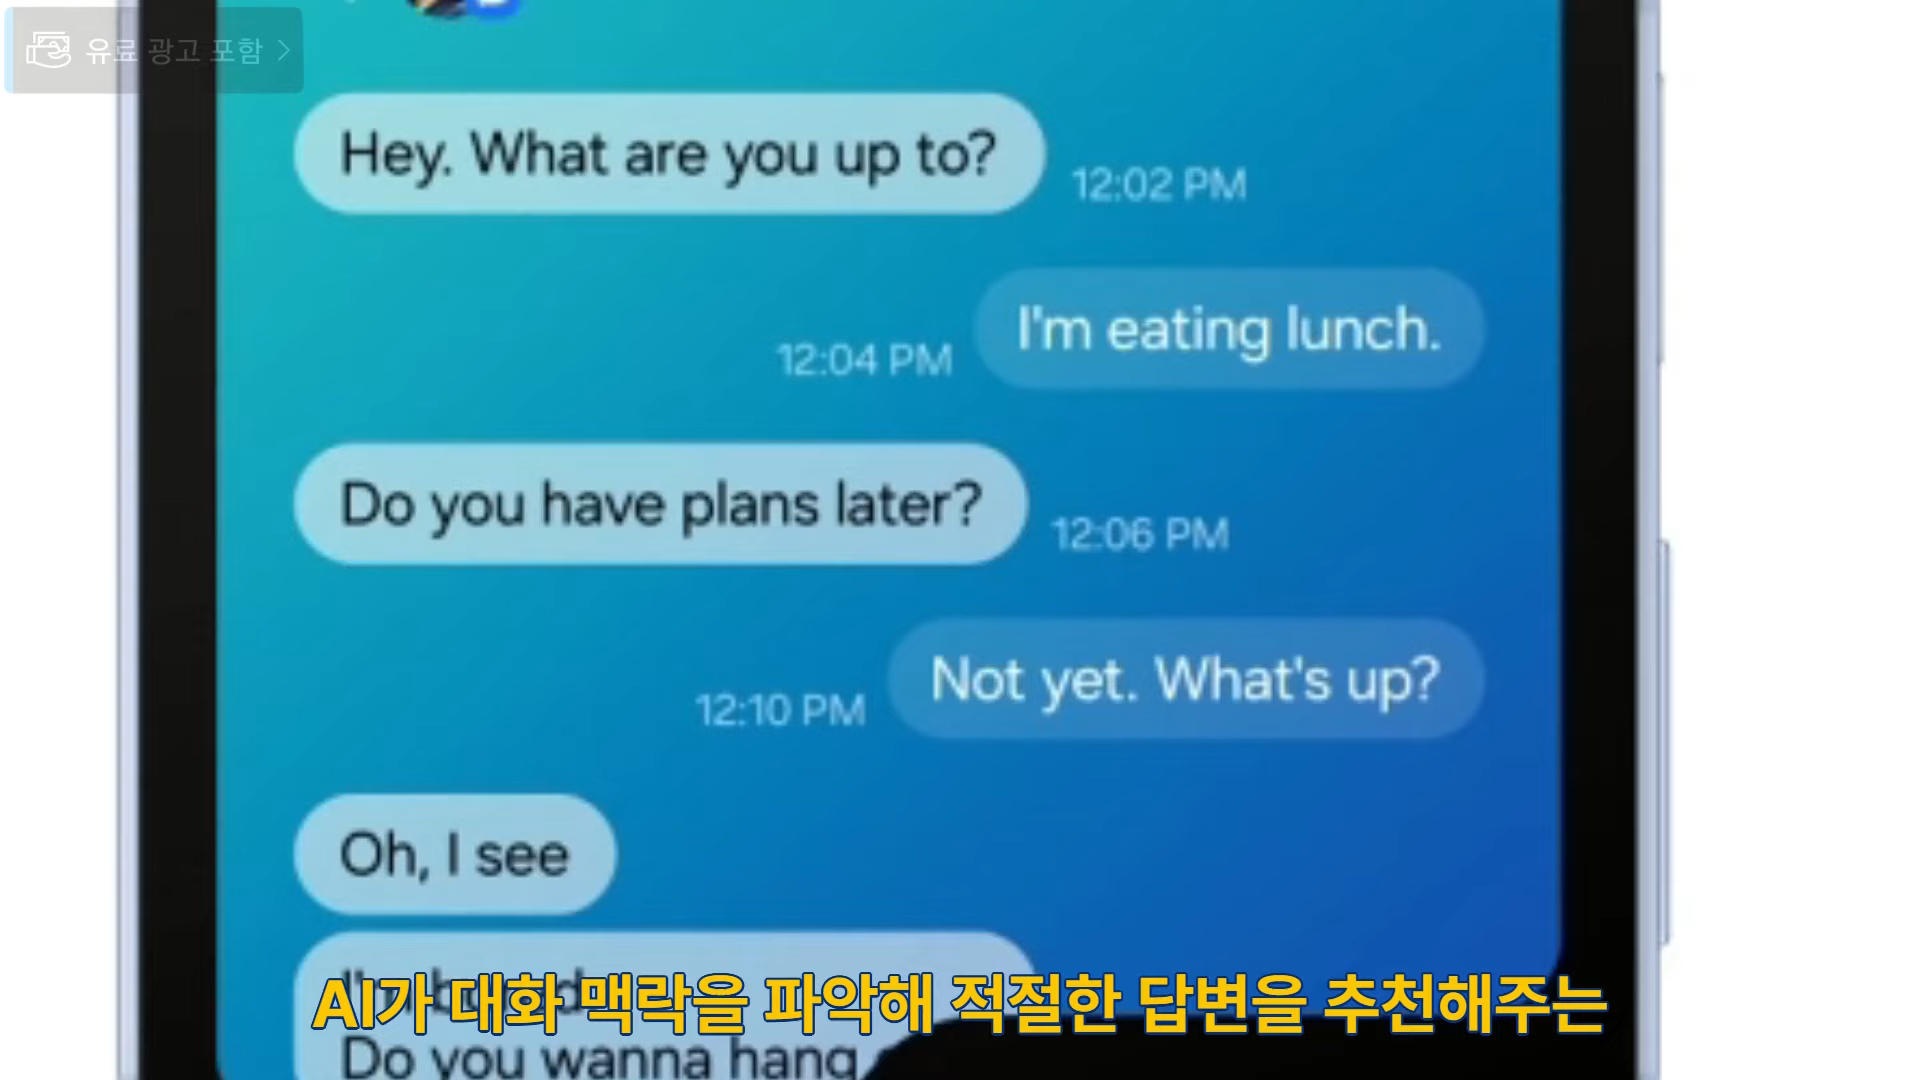 유료 광고 포함
Hey. What are you up to?
12:02 PM
I'm eating lunch.
12:04 PM
Do you have plans later?
12:06 PM
Not yet. What's up?
12:10 PM
Oh, I see
AI가 대화 맥락을 파악해 적절한 답변을 추천해주는
Do you wanna hang